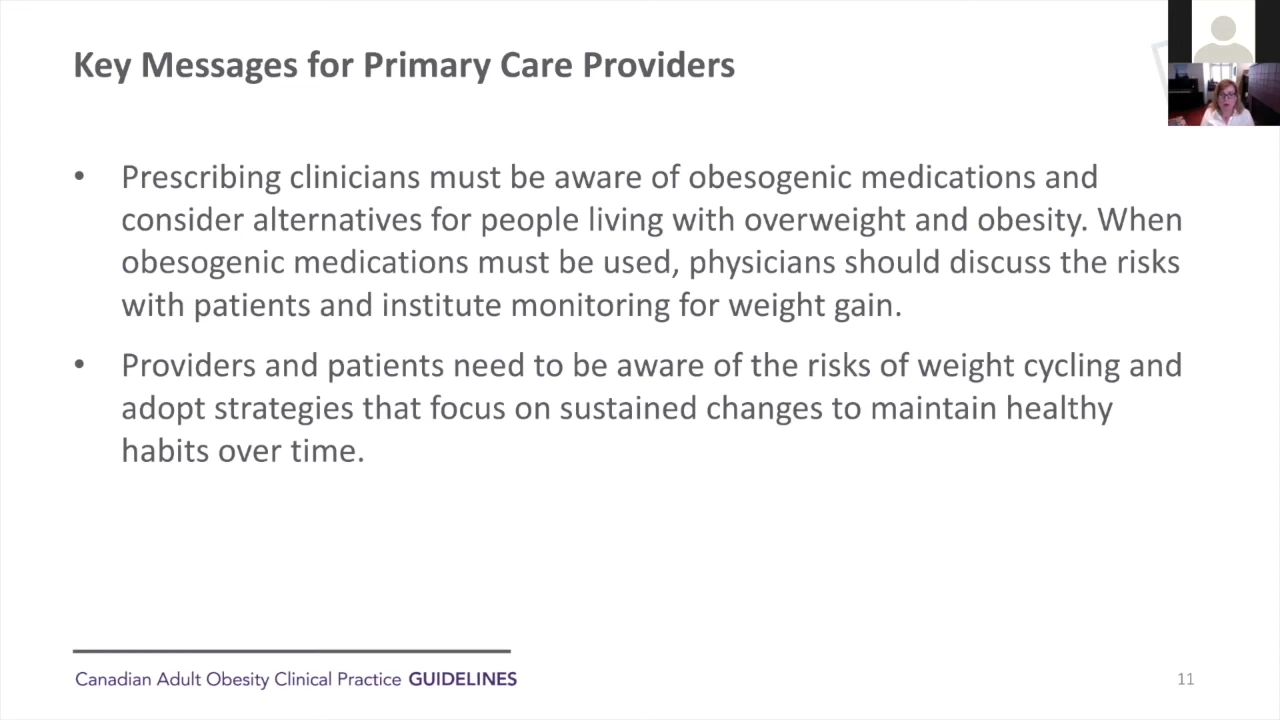 Key Messages for Primary Care Providers
• Prescribing clinicians must be aware of obesogenic medications and
consider alternatives for people living with overweight and obesity. When
obesogenic medications must be used, physicians should discuss the risks
with patients and institute monitoring for weight gain.
• Providers and patients need to be aware of the risks of weight cycling and
adopt strategies that focus on sustained changes to maintain healthy
habits over time.
Canadian Adult Obesity Clinical Practice GUIDELINES
11